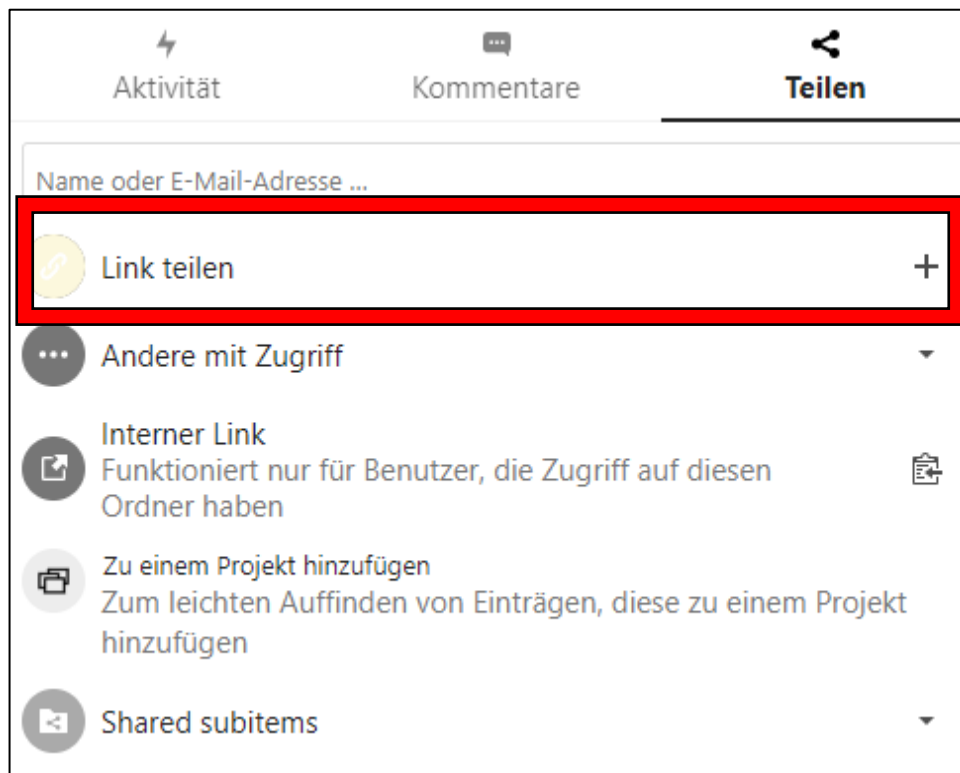 Aktivität
Kommentare
Teilen
Name oder E-Mail-Adresse ...
Link teilen
Andere mit Zugriff
Interner Link
Funktioniert nur für Benutzer, die Zugriff auf diesen
Ordner haben
Zu einem Projekt hinzufügen
Zum leichten Auffinden von Einträgen, diese zu einem Projekt
hinzufügen
Shared subitems